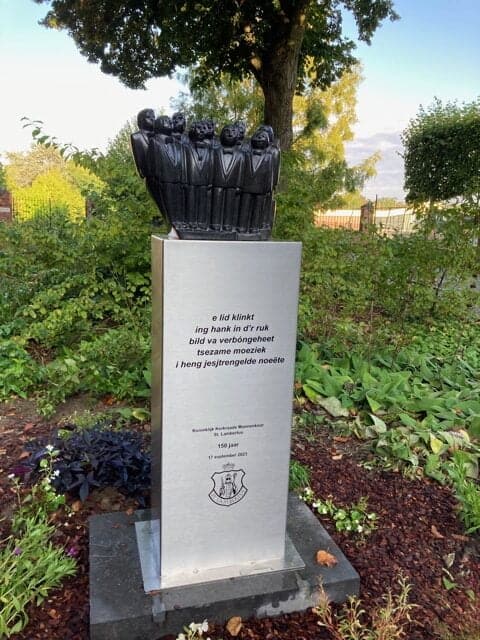 e lid klinkt
ing hank in d'r ruk
bild va verbóngeheet
tsezame moeziek
i heng jesjtrengelde noeëte
Koninklijk Kerkraads Mannenkoor
St. Lambertus
150 jaar
17 september 2021